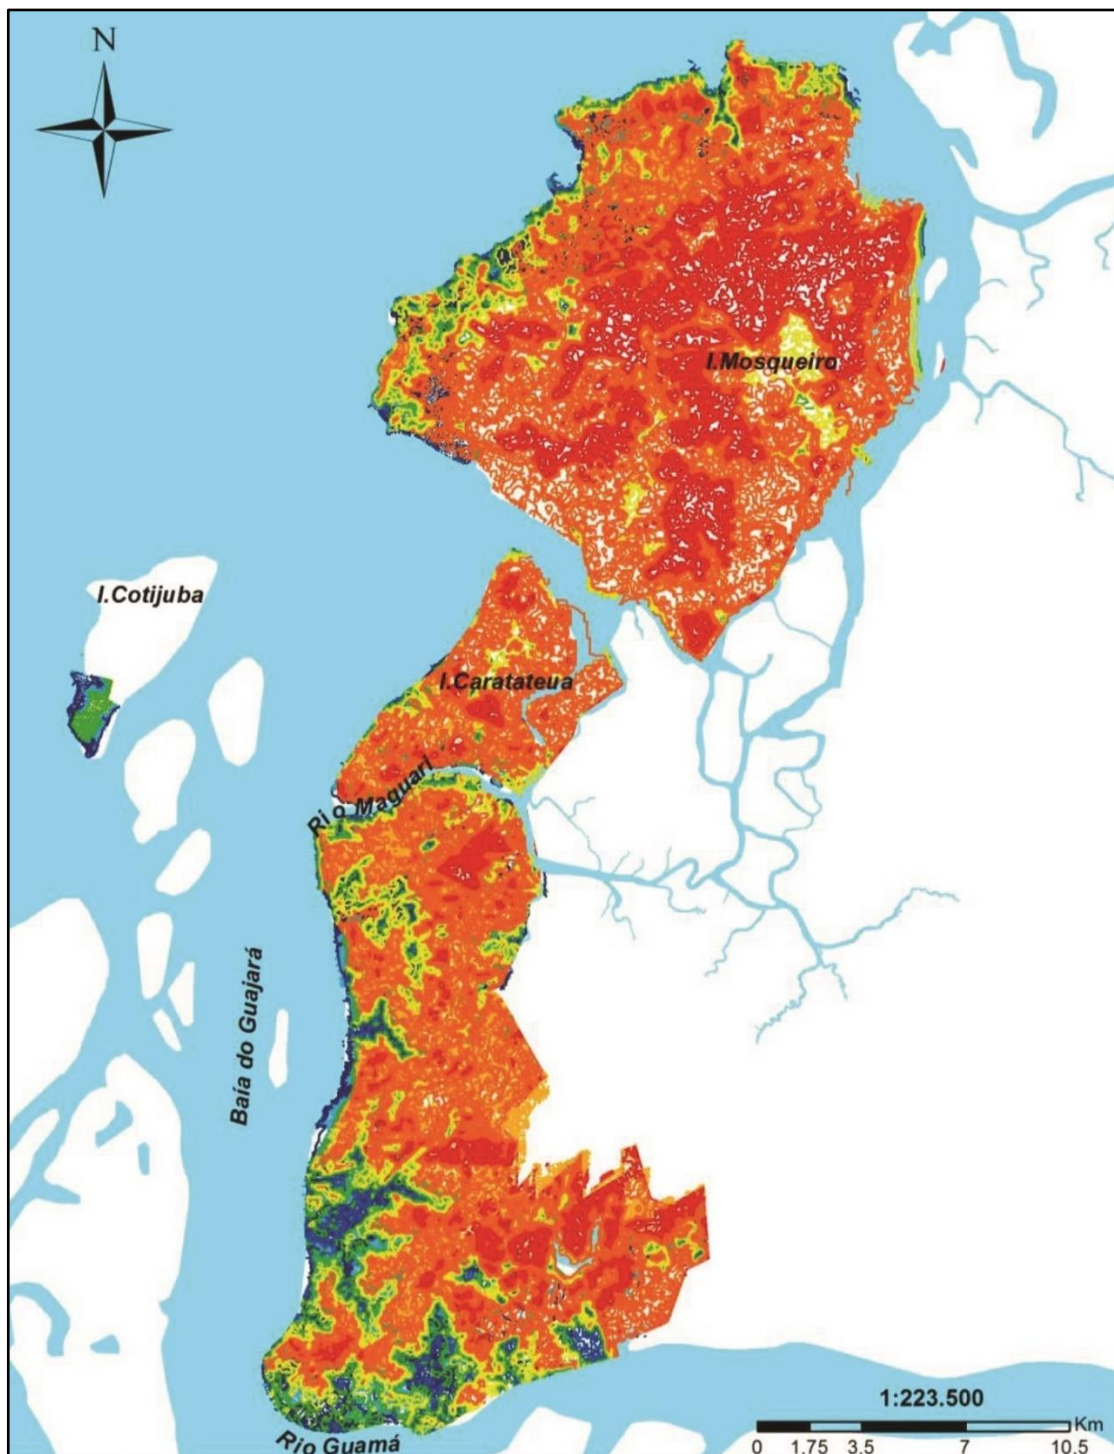 N
I.Mosqueiro
I.Cotijuba
I.Caratateua
Rio Maguari
Baía do Guajará
1:223.500
Km
0 1.75 3.5 7 10.5
Rio Guamá